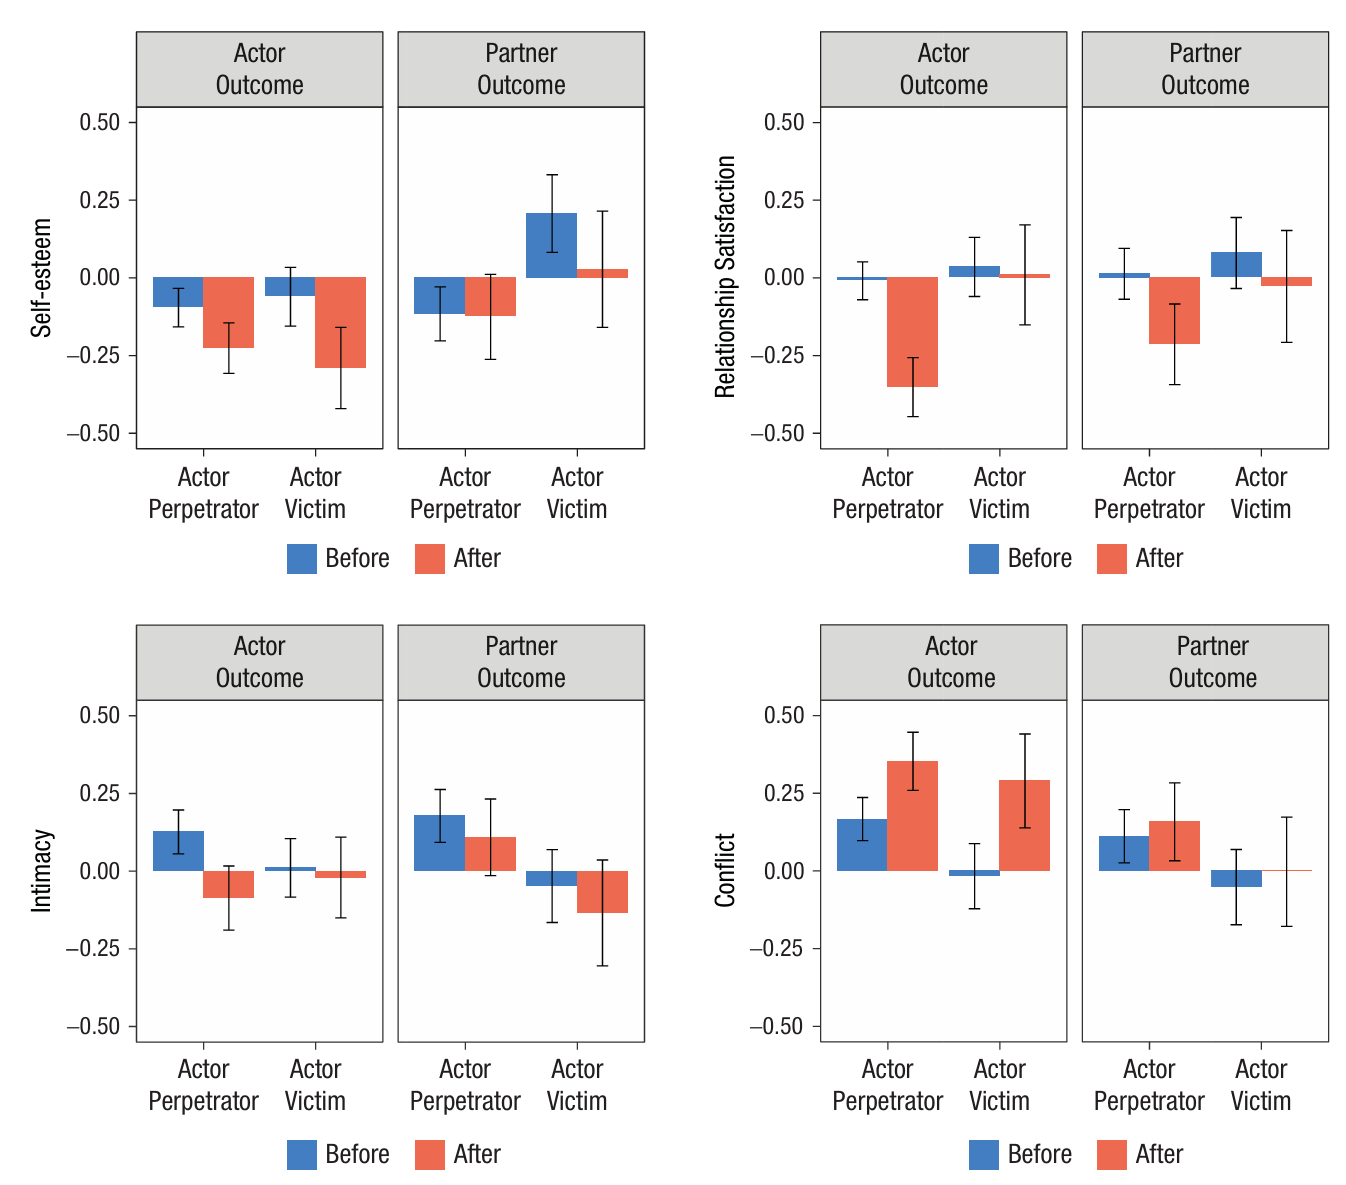 Actor
Outcome
Partner
Outcome
Self-esteem
0.50
0.25
0.00
–0.25
–0.50
Actor
Perpetrator
Actor
Victim
Actor
Perpetrator
Actor
Victim
Before
After
Actor
Outcome
Partner
Outcome
Relationship Satisfaction
0.50
0.25
0.00
–0.25
–0.50
Actor
Perpetrator
Actor
Victim
Actor
Perpetrator
Actor
Victim
Before
After
Actor
Outcome
Partner
Outcome
Intimacy
0.50
0.25
0.00
–0.25
–0.50
Actor
Perpetrator
Actor
Victim
Actor
Perpetrator
Actor
Victim
Before
After
Actor
Outcome
Partner
Outcome
Conflict
0.50
0.25
0.00
–0.25
–0.50
Actor
Perpetrator
Actor
Victim
Actor
Perpetrator
Actor
Victim
Before
After